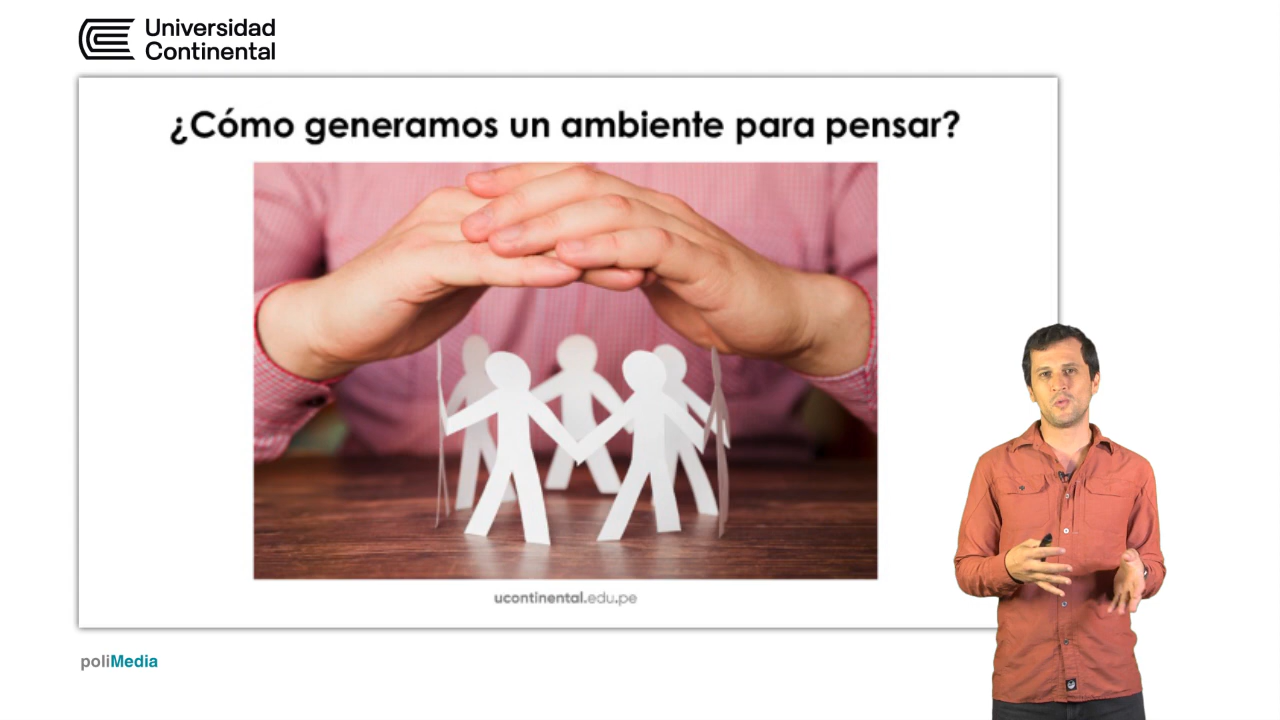 Universidad
Continental
¿Cómo generamos un ambiente para pensar?
ucontinental.edu.pe
poliMedia